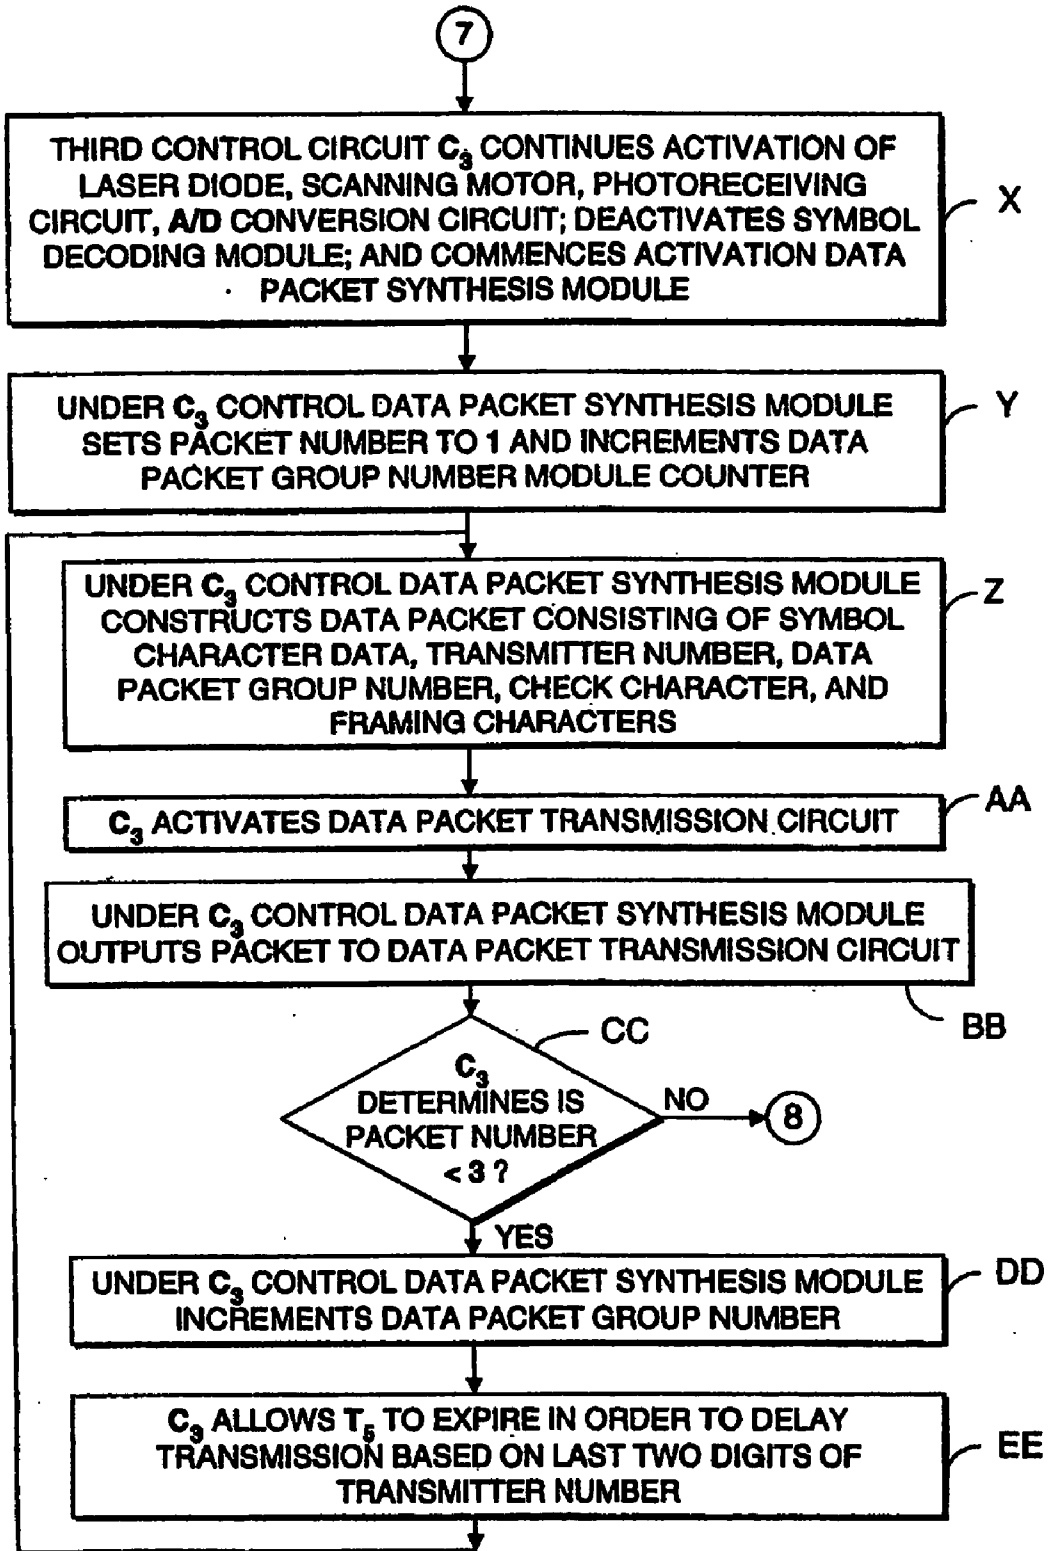 7
THIRD CONTROL CIRCUIT C₃ CONTINUES ACTIVATION OF
LASER DIODE, SCANNING MOTOR, PHOTORECEIVING
CIRCUIT, A/D CONVERSION CIRCUIT; DEACTIVATES SYMBOL
DECODING MODULE; AND COMMENCES ACTIVATION DATA
PACKET SYNTHESIS MODULE
X
UNDER C₃ CONTROL DATA PACKET SYNTHESIS MODULE
SETS PACKET NUMBER TO 1 AND INCREMENTS DATA
PACKET GROUP NUMBER MODULE COUNTER
Y
UNDER C₃ CONTROL DATA PACKET SYNTHESIS MODULE
CONSTRUCTS DATA PACKET CONSISTING OF SYMBOL
CHARACTER DATA, TRANSMITTER NUMBER, DATA
PACKET GROUP NUMBER, CHECK CHARACTER, AND
FRAMING CHARACTERS
Z
C₃ ACTIVATES DATA PACKET TRANSMISSION CIRCUIT
AA
UNDER C₃ CONTROL DATA PACKET SYNTHESIS MODULE
OUTPUTS PACKET TO DATA PACKET TRANSMISSION CIRCUIT
BB
CC
C₃
DETERMINES IS
PACKET NUMBER
< 3 ?
NO
8
YES
UNDER C₃ CONTROL DATA PACKET SYNTHESIS MODULE
INCREMENTS DATA PACKET GROUP NUMBER
DD
C₃ ALLOWS T₅ TO EXPIRE IN ORDER TO DELAY
TRANSMISSION BASED ON LAST TWO DIGITS OF
TRANSMITTER NUMBER
EE